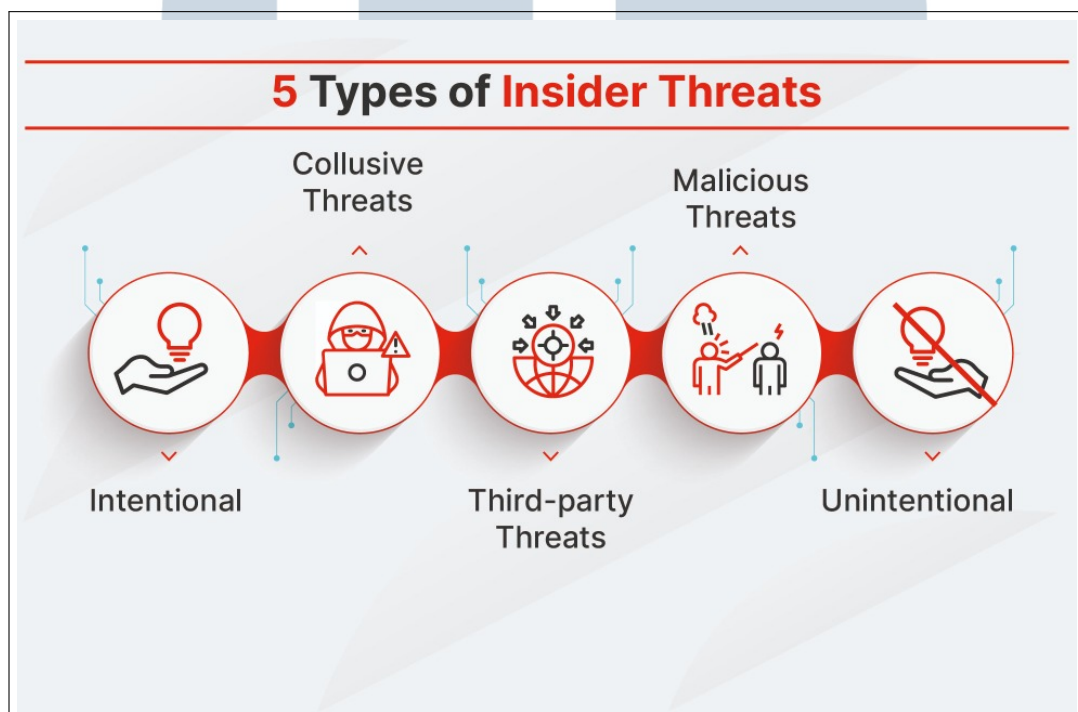 5 Types of Insider Threats
Collusive
Threats
Malicious
Threats
Intentional
Third-party
Threats
Unintentional